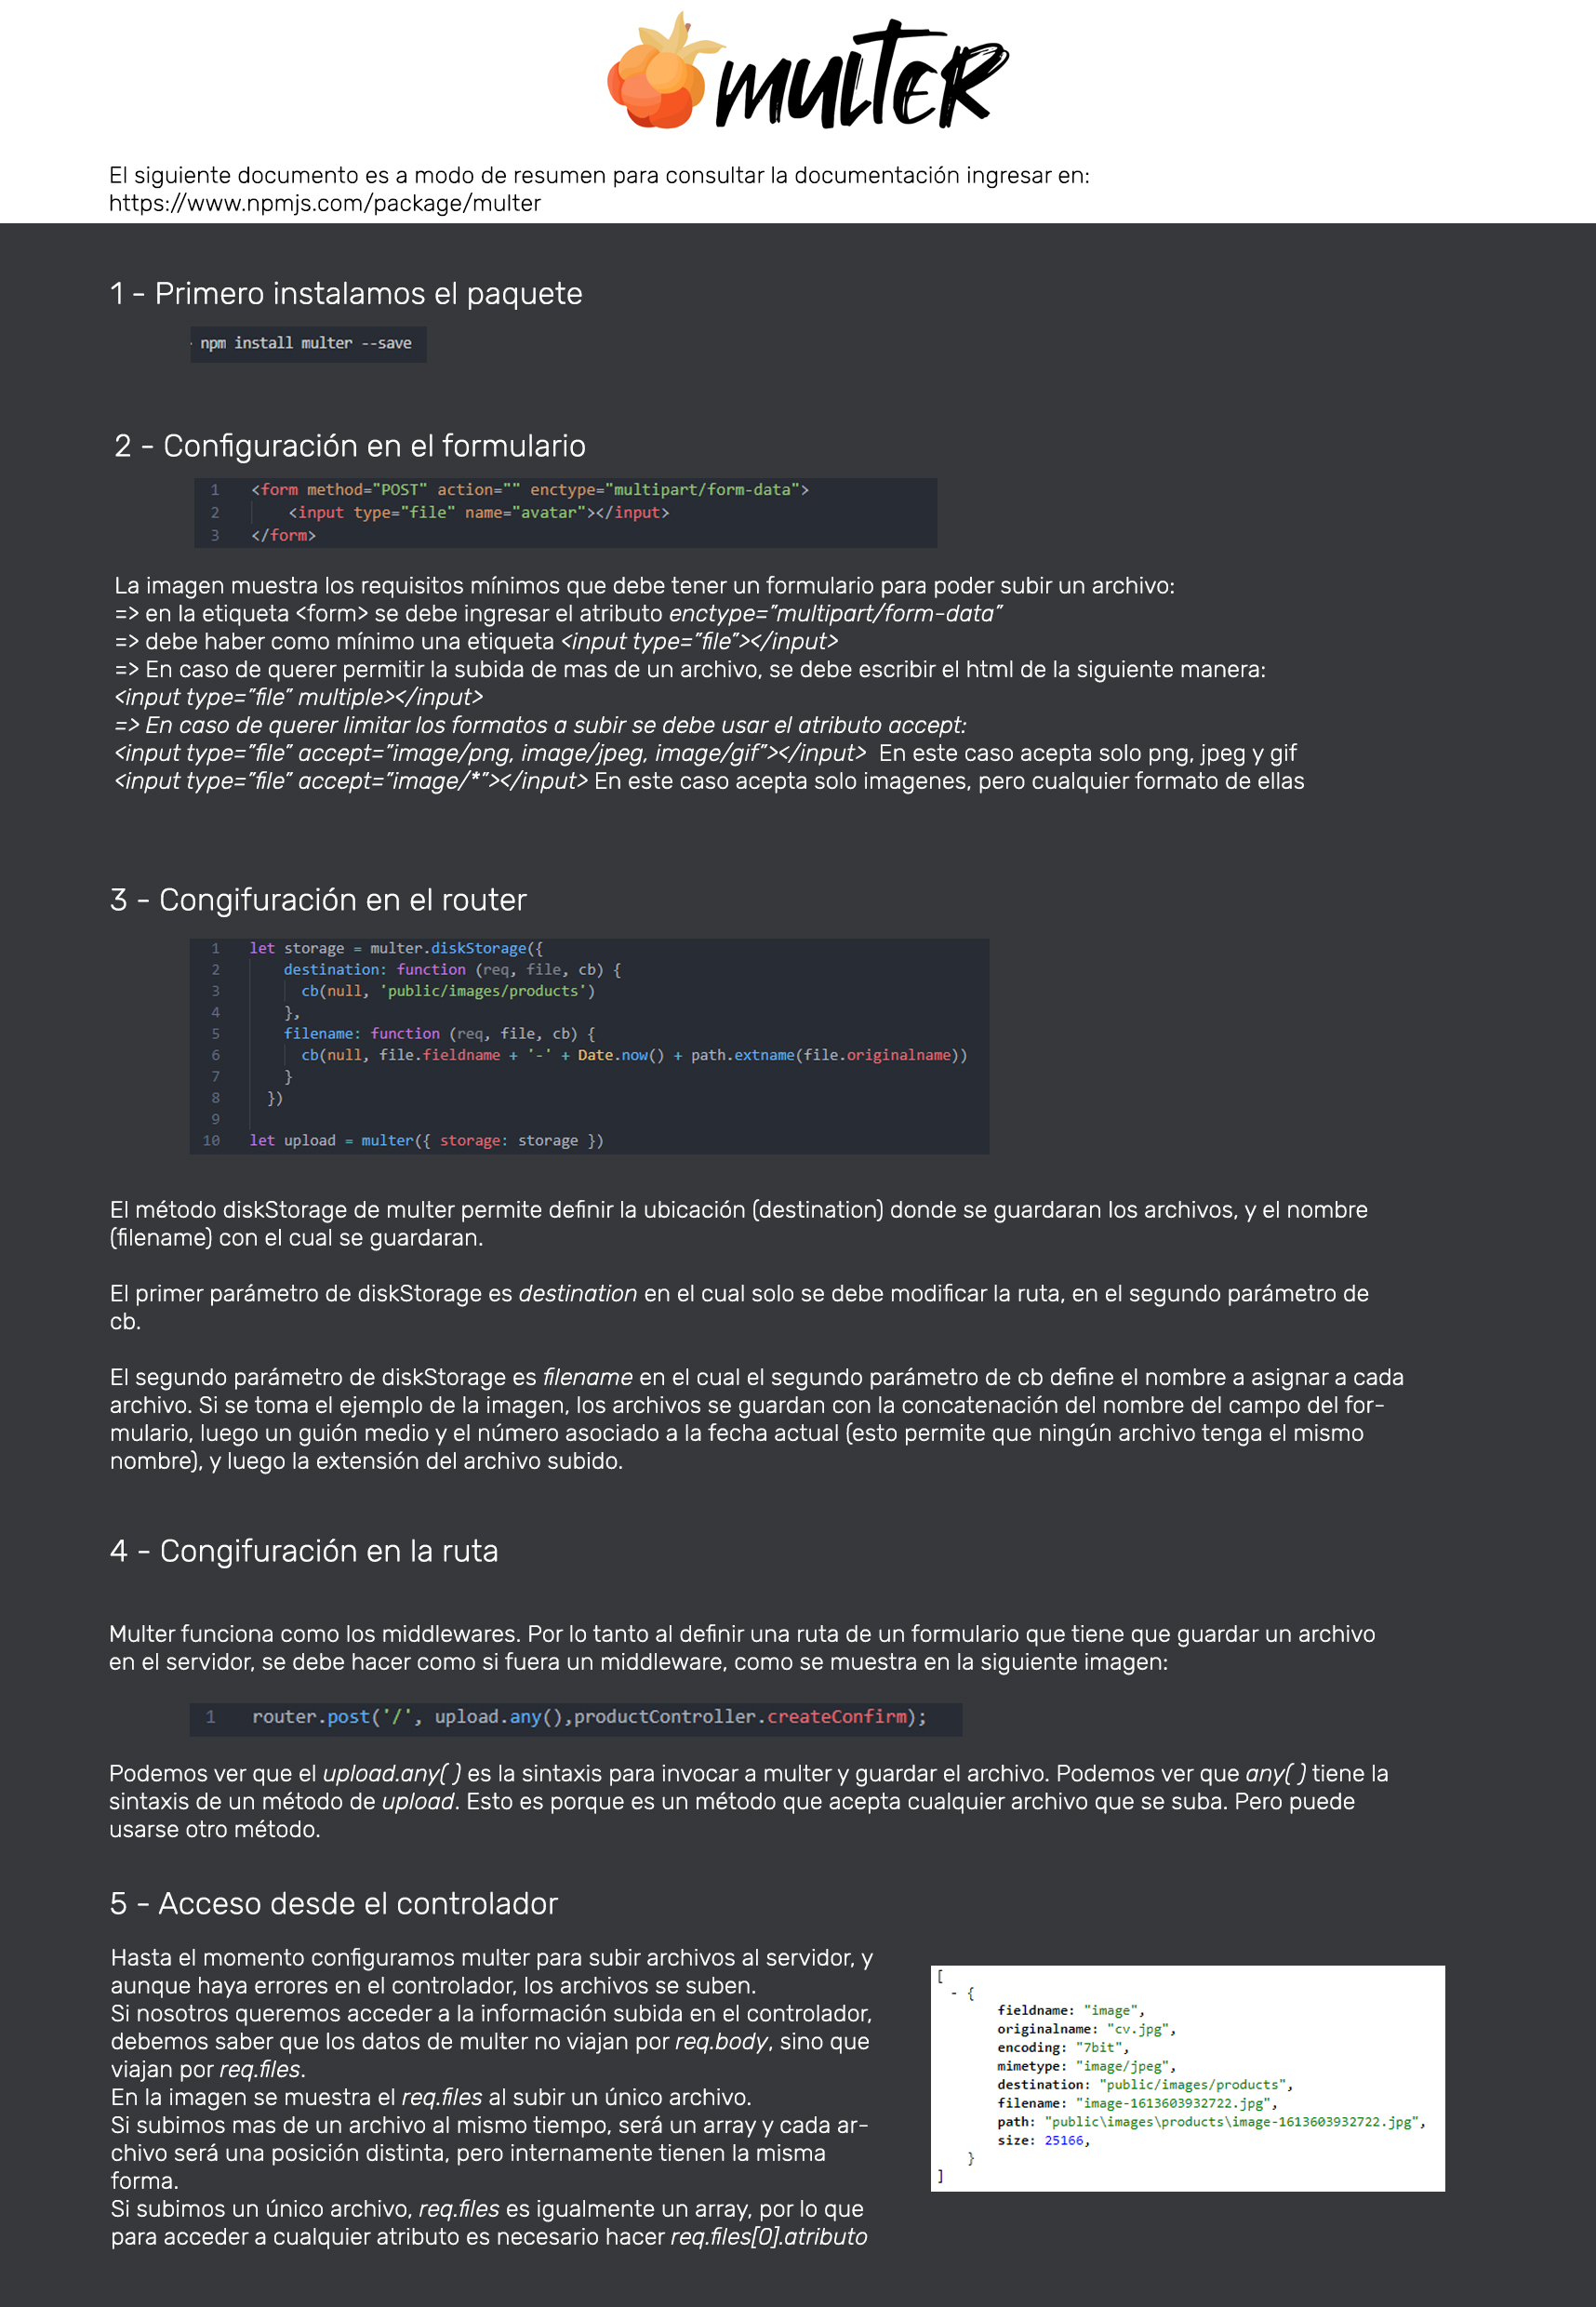 MULTER
El siguiente documento es a modo de resumen para consultar la documentación ingresar en:
https://www.npmjs.com/package/multer
1 - Primero instalamos el paquete
npm install multer --save
2 - Configuración en el formulario
1 <form method="POST" action="" enctype="multipart/form-data">
2 <input type="file" name="avatar"></input>
3 </form>
La imagen muestra los requisitos mínimos que debe tener un formulario para poder subir un archivo:
=> en la etiqueta <form> se debe ingresar el atributo enctype="multipart/form-data"
=> debe haber como mínimo una etiqueta <input type="file"></input>
=> En caso de querer permitir la subida de mas de un archivo, se debe escribir el html de la siguiente manera:
<input type="file" multiple></input>
=> En caso de querer limitar los formatos a subir se debe usar el atributo accept:
<input type="file" accept="image/png, image/jpeg, image/gif"></input> En este caso acepta solo png, jpeg y gif
<input type="file" accept="image/*"></input> En este caso acepta solo imagenes, pero cualquier formato de ellas
3 - Congifuración en el router
1 let storage = multer.diskStorage({
2 destination: function (req, file, cb) {
3 cb(null, 'public/images/products')
4 },
5 filename: function (req, file, cb) {
6 cb(null, file.fieldname + '-' + Date.now() + path.extname(file.originalname))
7 }
8 })
9
10 let upload = multer({ storage: storage })
El método diskStorage de multer permite definir la ubicación (destination) donde se guardaran los archivos, y el nombre
(filename) con el cual se guardaran.
El primer parámetro de diskStorage es destination en el cual solo se debe modificar la ruta, en el segundo parámetro de
cb.
El segundo parámetro de diskStorage es filename en el cual el segundo parámetro de cb define el nombre a asignar a cada
archivo. Si se toma el ejemplo de la imagen, los archivos se guardan con la concatenación del nombre del campo del for-
mulario, luego un guión medio y el número asociado a la fecha actual (esto permite que ningún archivo tenga el mismo
nombre), y luego la extensión del archivo subido.
4 - Congifuración en la ruta
Multer funciona como los middlewares. Por lo tanto al definir una ruta de un formulario que tiene que guardar un archivo
en el servidor, se debe hacer como si fuera un middleware, como se muestra en la siguiente imagen:
1 router.post('/', upload.any(),productController.createConfirm);
Podemos ver que el upload.any( ) es la sintaxis para invocar a multer y guardar el archivo. Podemos ver que any( ) tiene la
sintaxis de un método de upload. Esto es porque es un método que acepta cualquier archivo que se suba. Pero puede
usarse otro método.
5 - Acceso desde el controlador
Hasta el momento configuramos multer para subir archivos al servidor, y
aunque haya errores en el controlador, los archivos se suben.
Si nosotros queremos acceder a la información subida en el controlador,
debemos saber que los datos de multer no viajan por req.body, sino que
viajan por req.files.
En la imagen se muestra el req.files al subir un único archivo.
Si subimos mas de un archivo al mismo tiempo, será un array y cada ar-
chivo será una posición distinta, pero internamente tienen la misma
forma.
Si subimos un único archivo, req.files es igualmente un array, por lo que
para acceder a cualquier atributo es necesario hacer req.files[0].atributo
[
- {
fieldname: "image",
originalname: "cv.jpg",
encoding: "7bit",
mimetype: "image/jpeg",
destination: "public/images/products",
filename: "image-1613603932722.jpg",
path: "public\images\products\image-1613603932722.jpg",
size: 25166,
}
]